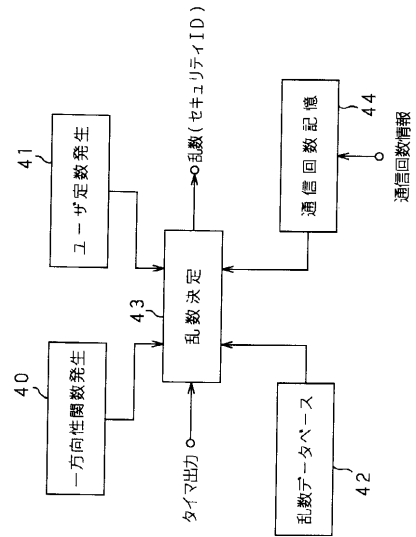 40
一方向性関数発生
41
ユーザ定数発生
タイマ出力
43
乱数決定
乱数(セキュリティID)
乱数データベース
42
通信回数記憶
44
通信回数情報